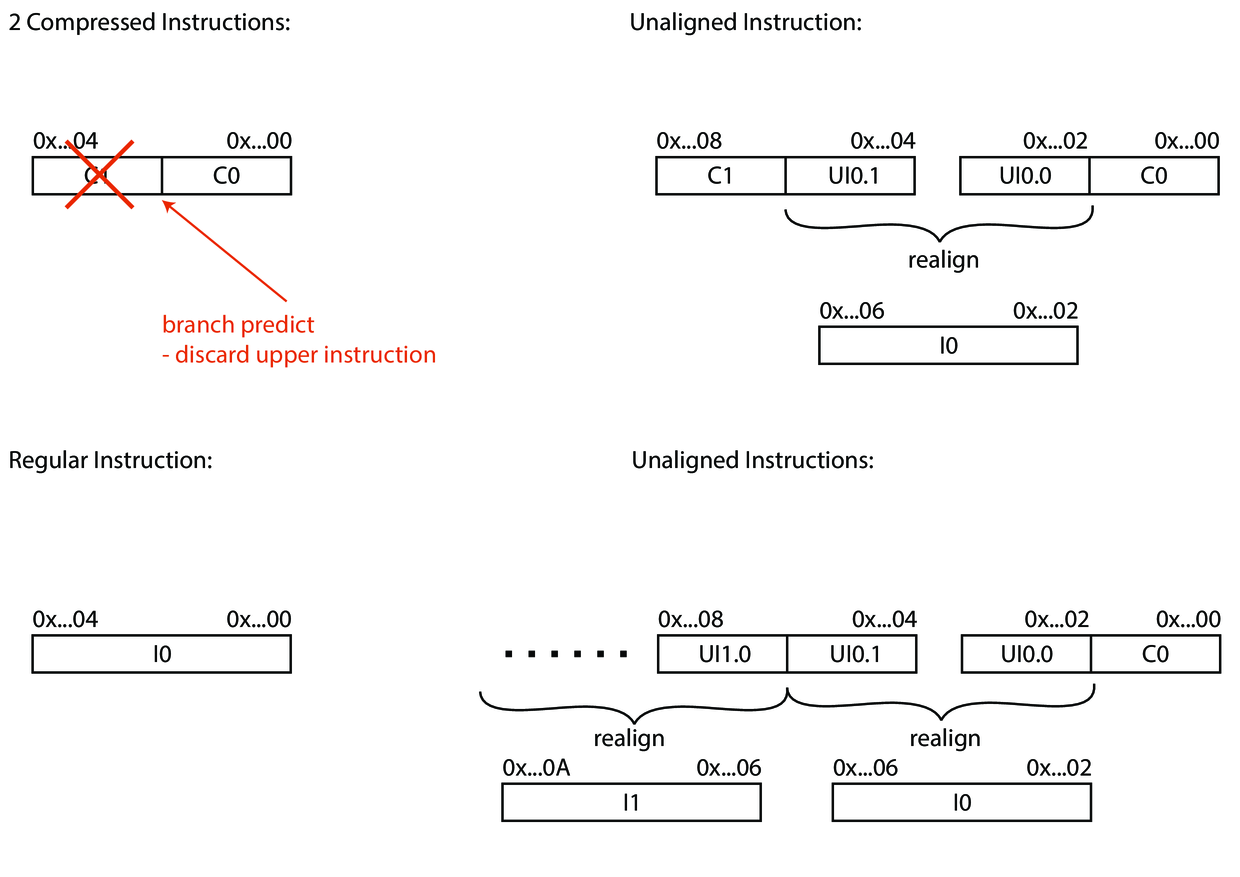 2 Compressed Instructions:
0x...04 0x...00
C1 C0
branch predict
- discard upper instruction
Unaligned Instruction:
0x...08 0x...04 0x...02 0x...00
C1 UI0.1 UI0.0 C0
realign
0x...06 0x...02
I0
Regular Instruction:
0x...04 0x...00
I0
Unaligned Instructions:
0x...08 0x...04 0x...02 0x...00
UI1.0 UI0.1 UI0.0 C0
realign realign
0x...0A 0x...06 0x...06 0x...02
I1 I0